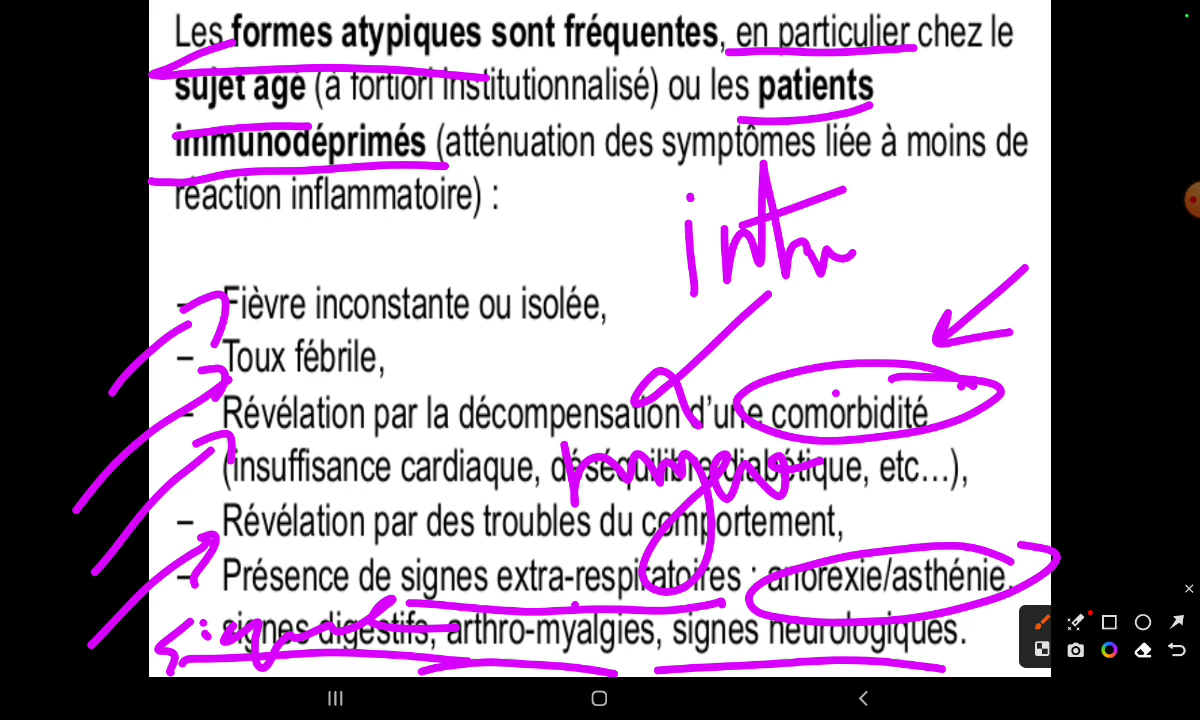 Les formes atypiques sont fréquentes, en particulier chez le
sujet âgé (à fortiori institutionnalisé) ou les patients
immunodéprimés (atténuation des symptômes liée à moins de
réaction inflammatoire) :
– Fièvre inconstante ou isolée,
– Toux fébrile,
– Révélation par la décompensation d’une comorbidité
(insuffisance cardiaque, déséquilibre diabétique, etc…),
– Révélation par des troubles du comportement,
– Présence de signes extra-respiratoires : anorexie/asthénie,
signes digestifs, arthro-myalgies, signes neurologiques.